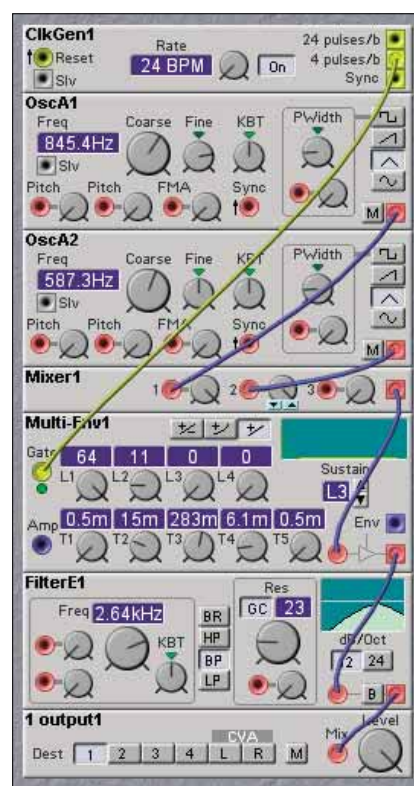 ClkGen1
24 pulses/b
Reset Rate 4 pulses/b
24 BPM On
Slv Sync
OscA1
Freq Coarse Fine KBT PWidth
845.4Hz
Slv
Pitch Pitch FMA Sync
M
OscA2
Freq Coarse Fine KBT PWidth
587.3Hz
Slv
Pitch Pitch FMA Sync
M
Mixer1
1 2 3
Multi-Env1
Gate 64 11 0 0
Sustain
L1 L2 L3 L4 L3
Amp 0.5m 15m 283m 6.1m 0.5m Env
T1 T2 T3 T4 T5
FilterE1
Res
Freq 2.64kHz GC 23
BR
KBT HP
BP dB/Oct
LP 12 24
B
1 output1
CVA Mix Level
Dest 1 2 3 4 L R M